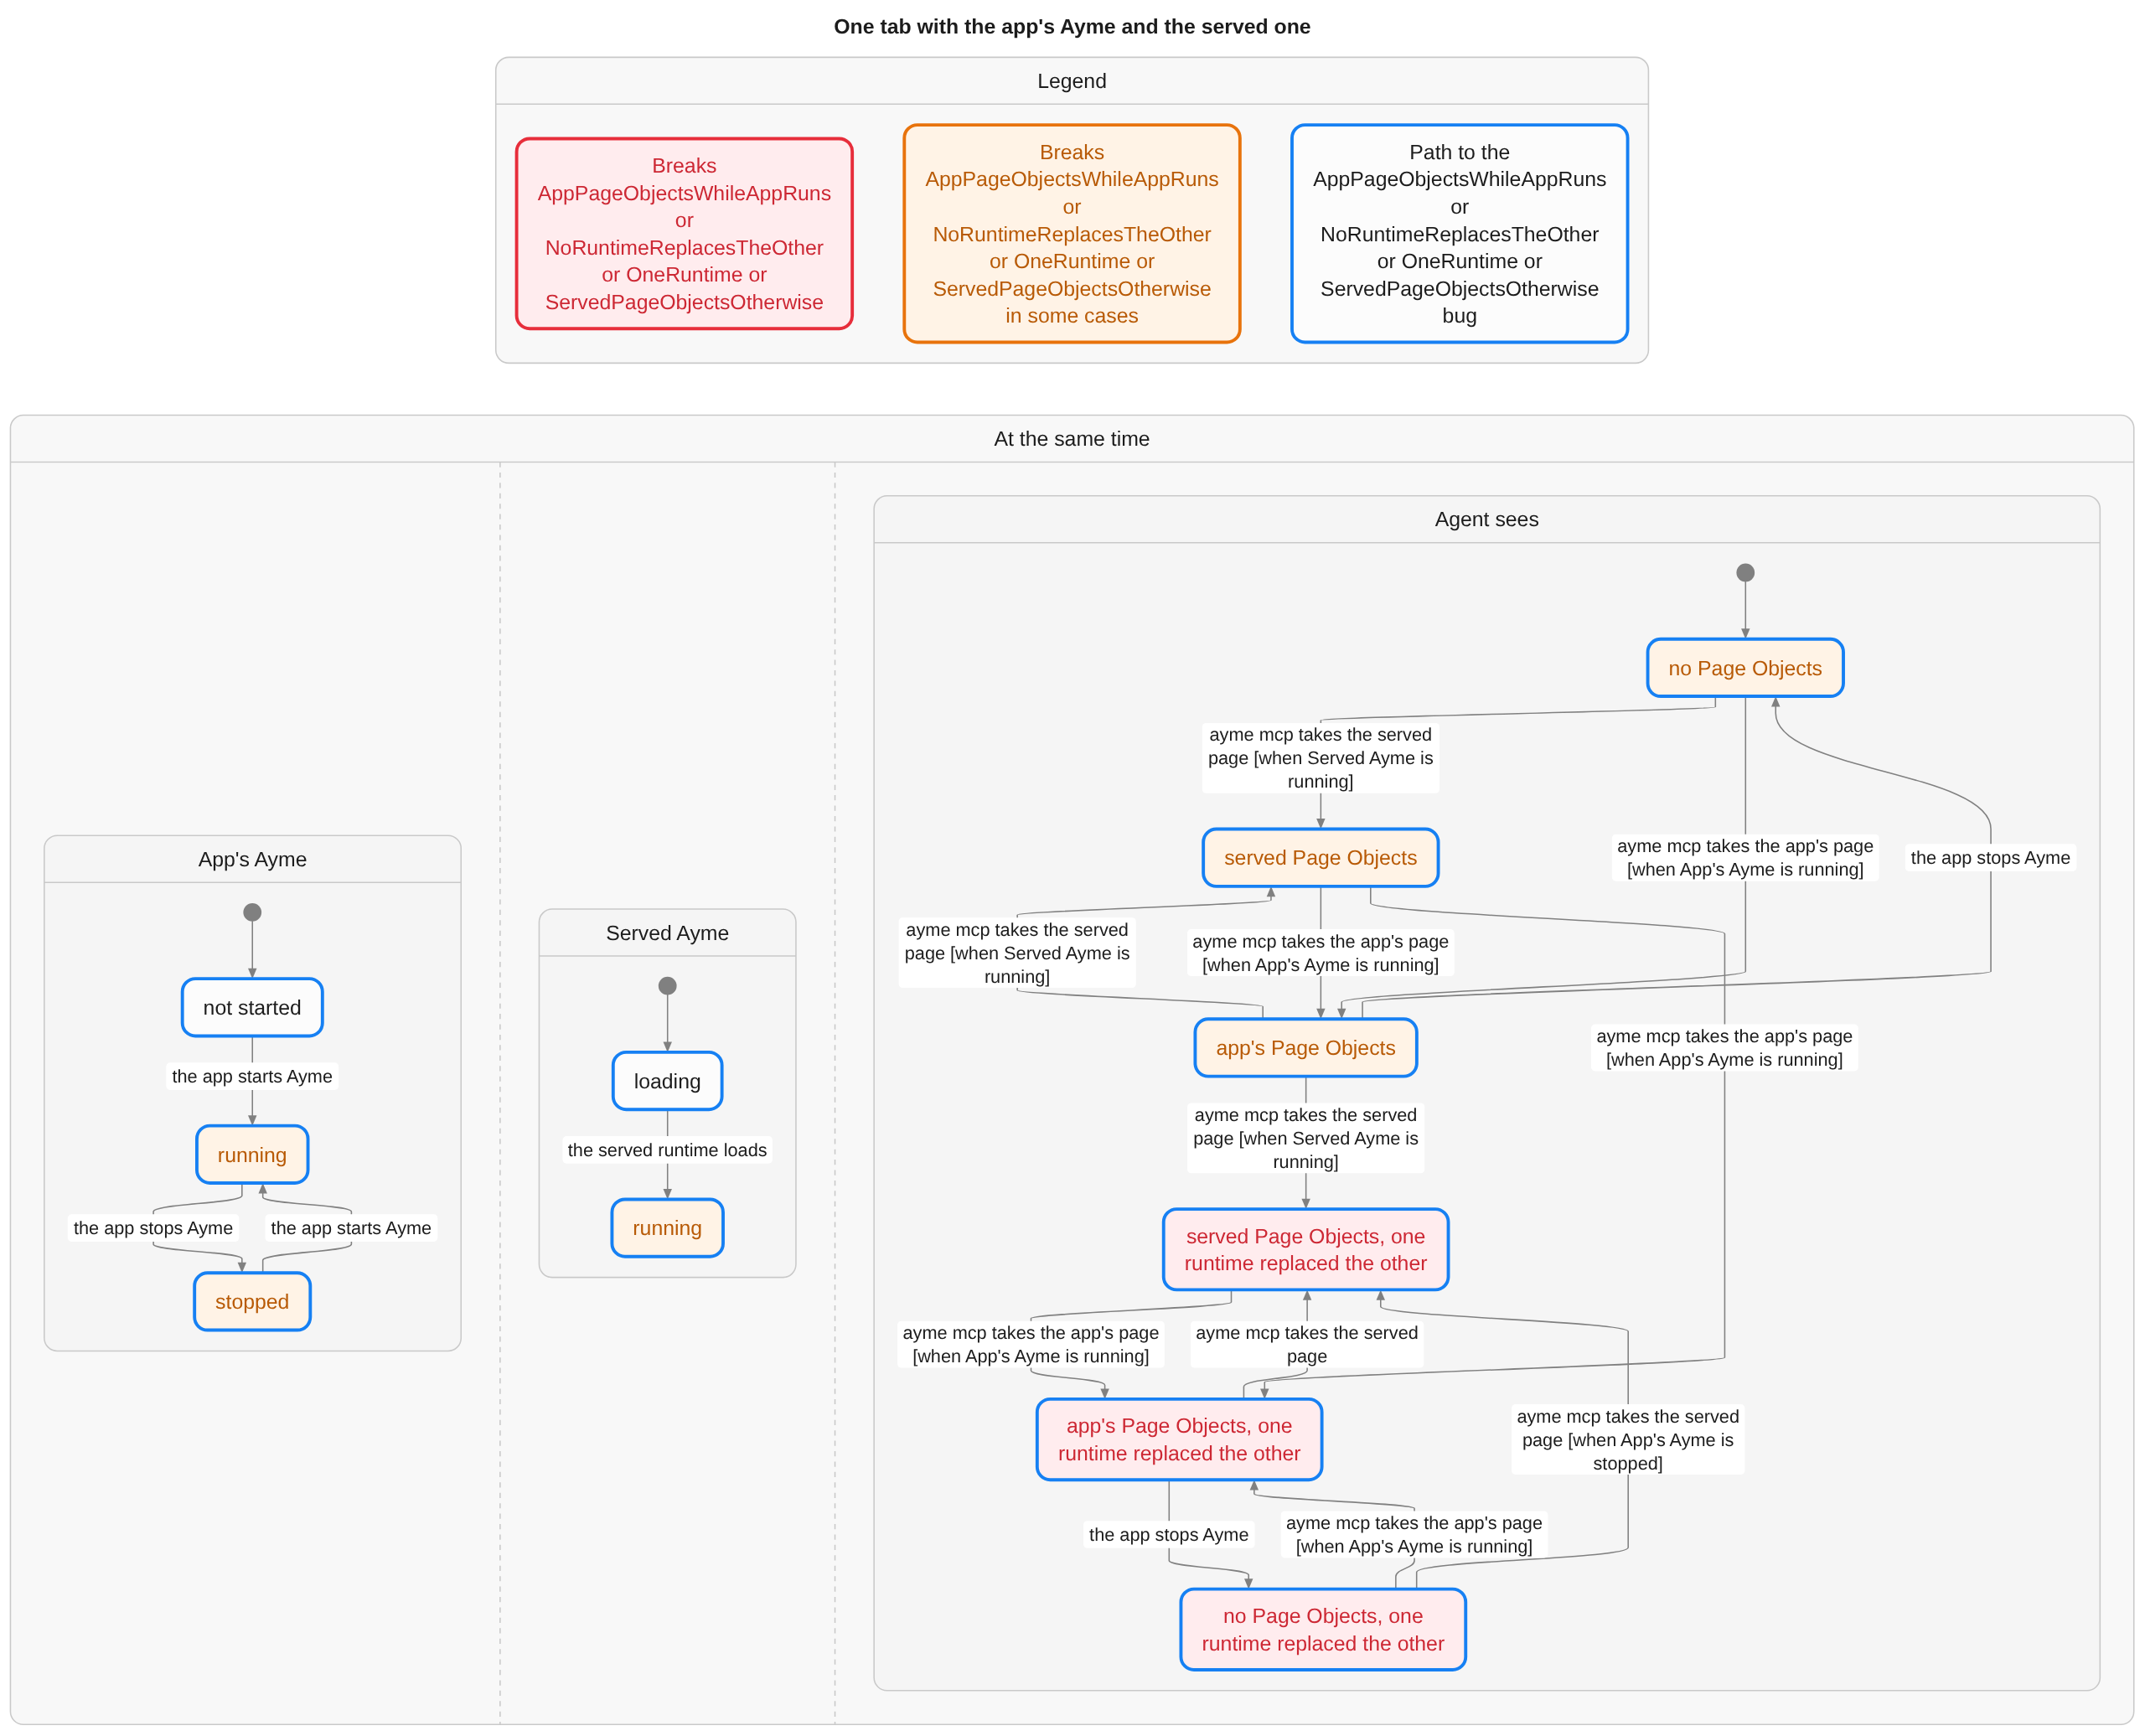 One tab with the app's Ayme and the served one
Legend
Breaks
AppPageObjectsWhileAppRuns
or
NoRuntimeReplacesTheOther
or OneRuntime or
ServedPageObjectsOtherwise
Breaks
AppPageObjectsWhileAppRuns
or
NoRuntimeReplacesTheOther
or OneRuntime or
ServedPageObjectsOtherwise
in some cases
Path to the
AppPageObjectsWhileAppRuns
or
NoRuntimeReplacesTheOther
or OneRuntime or
ServedPageObjectsOtherwise
bug
At the same time
App's Ayme
not started
the app starts Ayme
running
the app stops Ayme
the app starts Ayme
stopped
Served Ayme
loading
the served runtime loads
running
Agent sees
no Page Objects
ayme mcp takes the served
page [when Served Ayme is
running]
served Page Objects
ayme mcp takes the app's page
[when App's Ayme is running]
the app stops Ayme
ayme mcp takes the served
page [when Served Ayme is
running]
ayme mcp takes the app's page
[when App's Ayme is running]
app's Page Objects
ayme mcp takes the app's page
[when App's Ayme is running]
ayme mcp takes the served
page [when Served Ayme is
running]
served Page Objects, one
runtime replaced the other
ayme mcp takes the app's page
[when App's Ayme is running]
ayme mcp takes the served
page
app's Page Objects, one
runtime replaced the other
ayme mcp takes the served
page [when App's Ayme is
stopped]
the app stops Ayme
ayme mcp takes the app's page
[when App's Ayme is running]
no Page Objects, one
runtime replaced the other